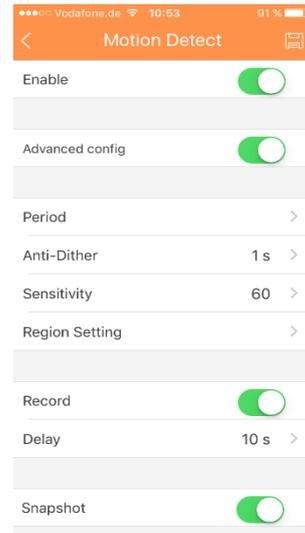 Vodafone.de 10:53 91 %
Motion Detect
Enable
Advanced config
Period
Anti-Dither 1 s
Sensitivity 60
Region Setting
Record
Delay 10 s
Snapshot